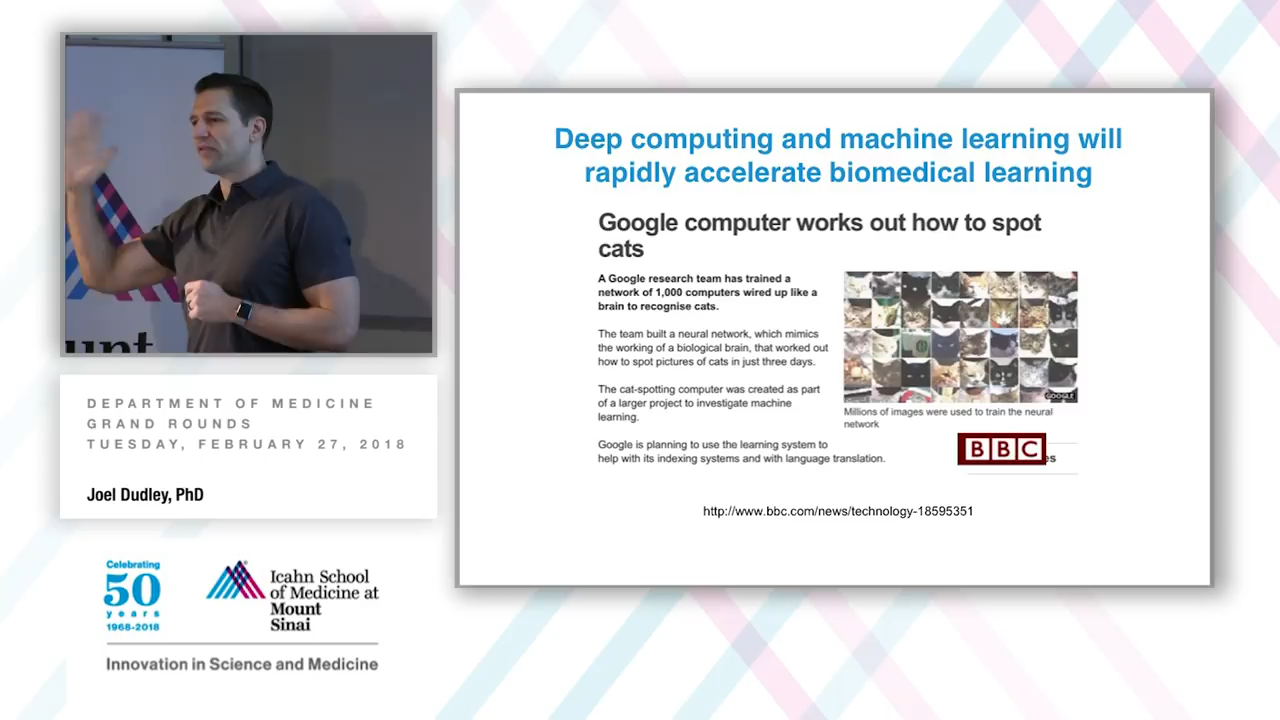 DEPARTMENT OF MEDICINE
GRAND ROUNDS
TUESDAY, FEBRUARY 27, 2018
Joel Dudley, PhD
Celebrating
50
years
1968-2018
Icahn School
of Medicine at
Mount
Sinai
Innovation in Science and Medicine
Deep computing and machine learning will
rapidly accelerate biomedical learning
Google computer works out how to spot
cats
A Google research team has trained a
network of 1,000 computers wired up like a
brain to recognise cats.
The team built a neural network, which mimics
the working of a biological brain, that worked out
how to spot pictures of cats in just three days.
The cat-spotting computer was created as part
of a larger project to investigate machine
learning.
Google is planning to use the learning system to
help with its indexing systems and with language translation.
GOOGLE
Millions of images were used to train the neural
network
BBC
http://www.bbc.com/news/technology-18595351